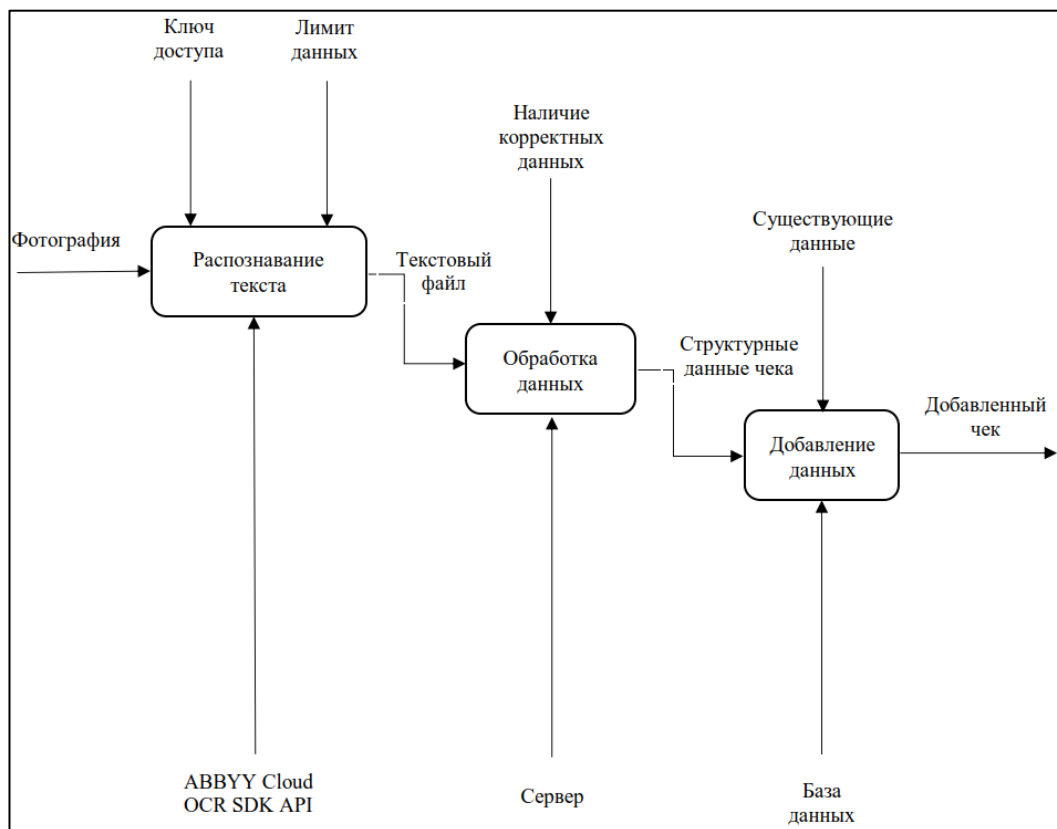 Ключ
доступа
Лимит
данных
Наличие
корректных
данных
Существующие
данные
Фотография
Распознавание
текста
Текстовый
файл
Обработка
данных
Структурные
данные чека
Добавление
данных
Добавленный
чек
ABBYY Cloud
OCR SDK API
Сервер
База
данных